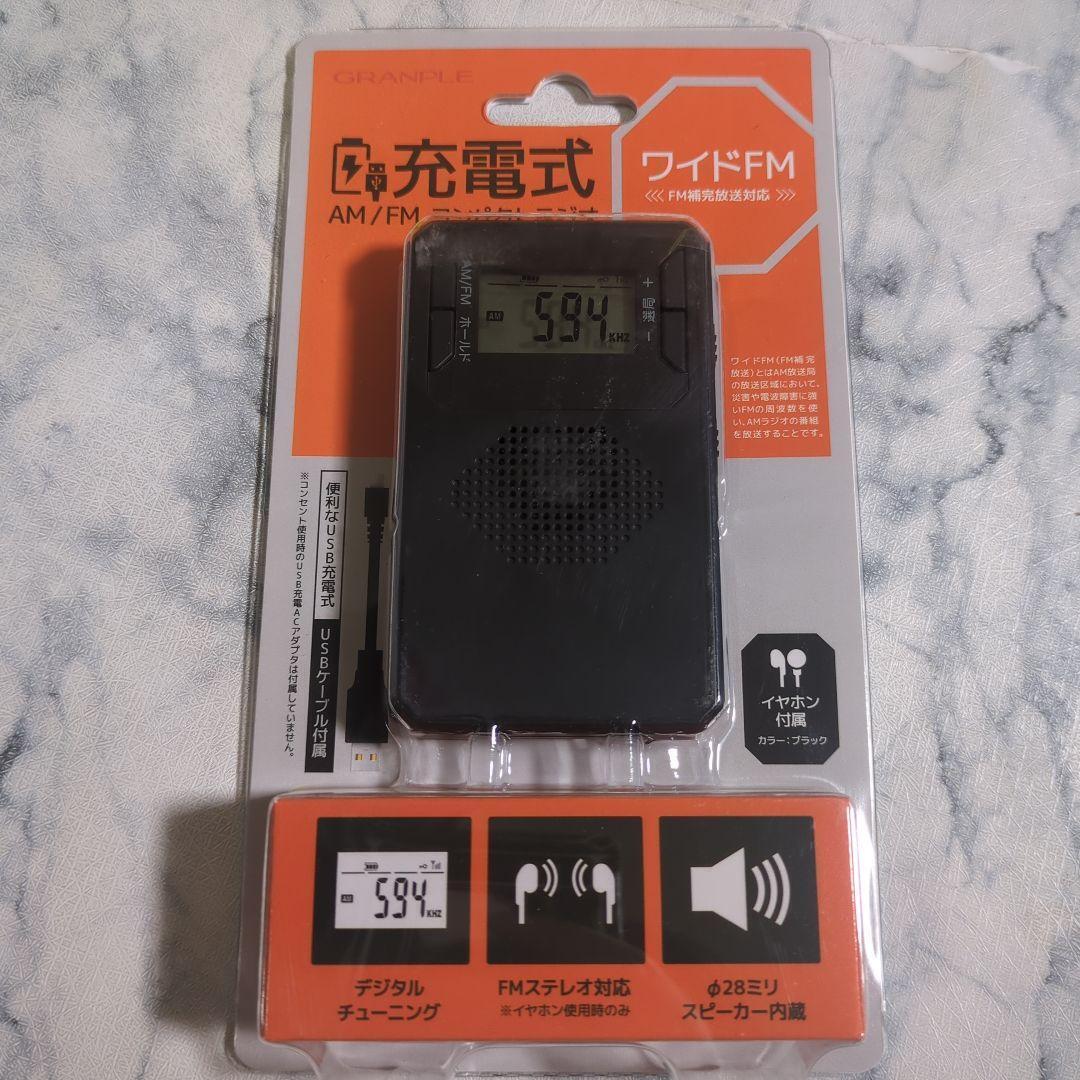 GRANPLE
充電式
AM/FM コンパクトラジオ
ワイドFM
<<< FM補完放送対応 >>>
AM/FM ホールド
AM 594 KHZ
+ 選局 −
ワイドFM(FM補完
放送)とはAM放送局
の放送区域において、
災害や電波障害に強
いFMの周波数を使
い、AMラジオの番組
を放送することです。
便利なUSB充電式
USBケーブル付属
※コンセント使用時のUSB充電ACアダプタは付属していません。
イヤホン
付属
カラー:ブラック
AM 594 KHZ
デジタル
チューニング
FMステレオ対応
※イヤホン使用時のみ
φ28ミリ
スピーカー内蔵